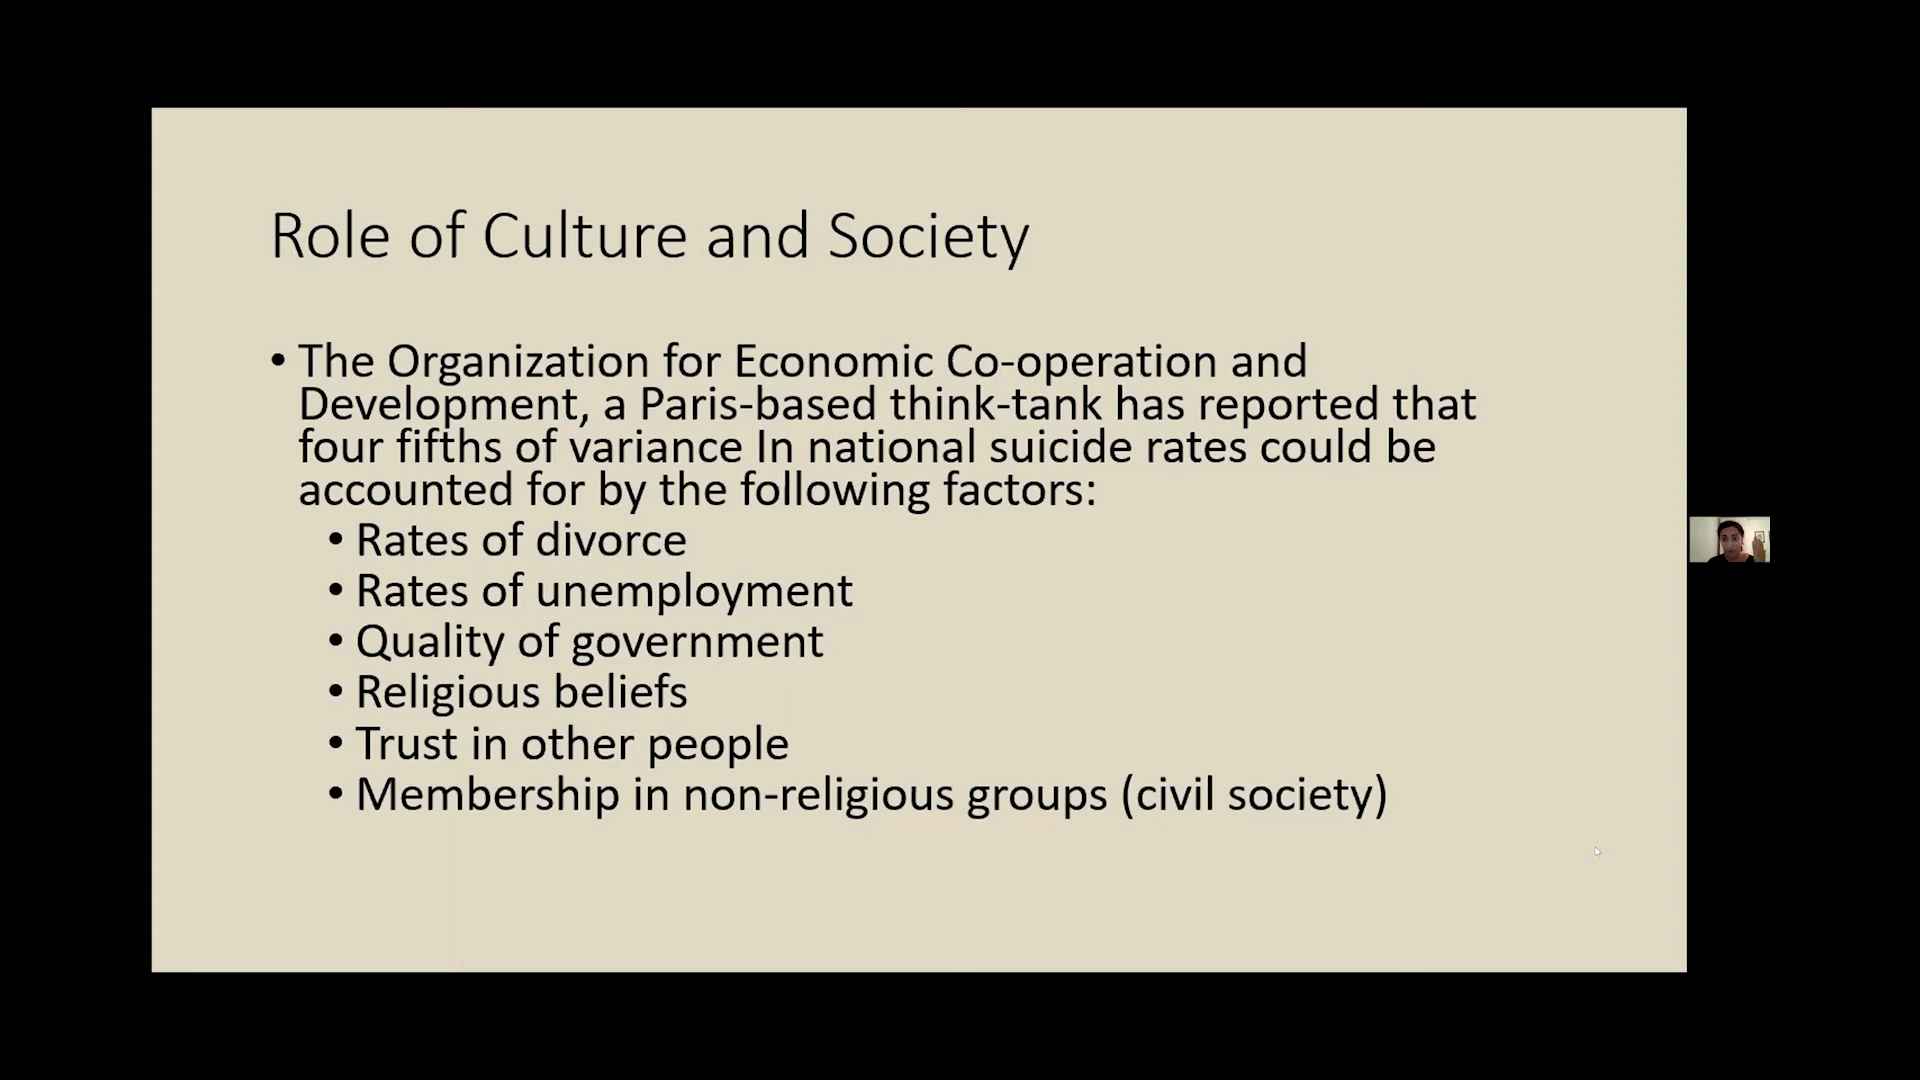 Role of Culture and Society
• The Organization for Economic Co-operation and
Development, a Paris-based think-tank has reported that
four fifths of variance In national suicide rates could be
accounted for by the following factors:
• Rates of divorce
• Rates of unemployment
• Quality of government
• Religious beliefs
• Trust in other people
• Membership in non-religious groups (civil society)